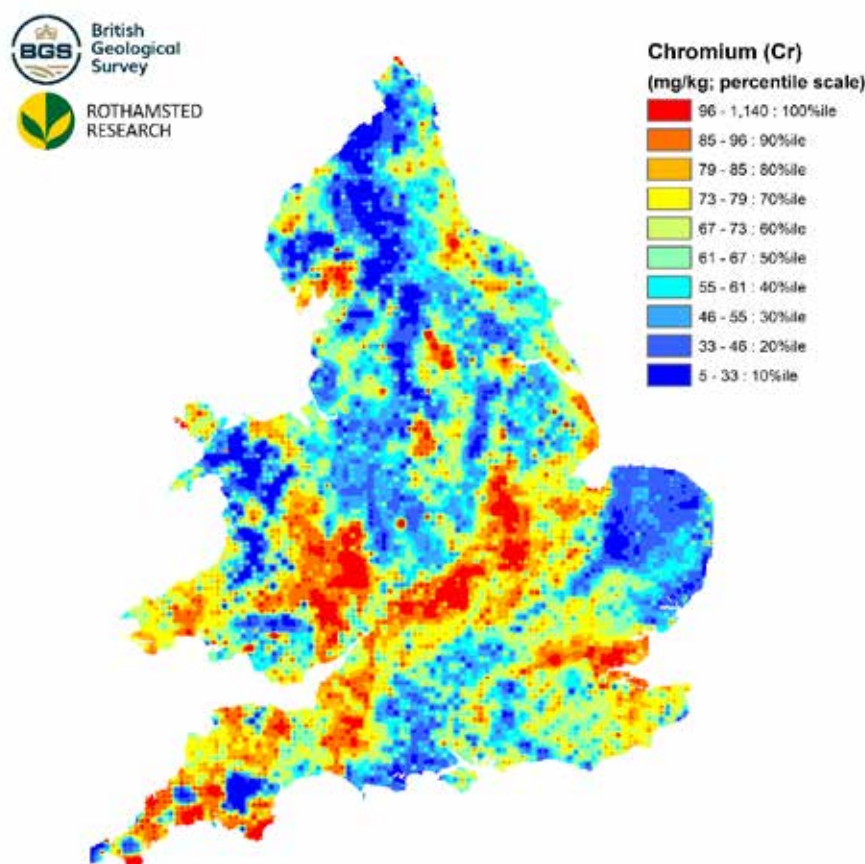 BGS
British
Geological
Survey
ROTHAMSTED
RESEARCH
Chromium (Cr)
(mg/kg; percentile scale)
96 - 1,140 : 100%ile
85 - 96 : 90%ile
79 - 85 : 80%ile
73 - 79 : 70%ile
67 - 73 : 60%ile
61 - 67 : 50%ile
55 - 61 : 40%ile
46 - 55 : 30%ile
33 - 46 : 20%ile
5 - 33 : 10%ile